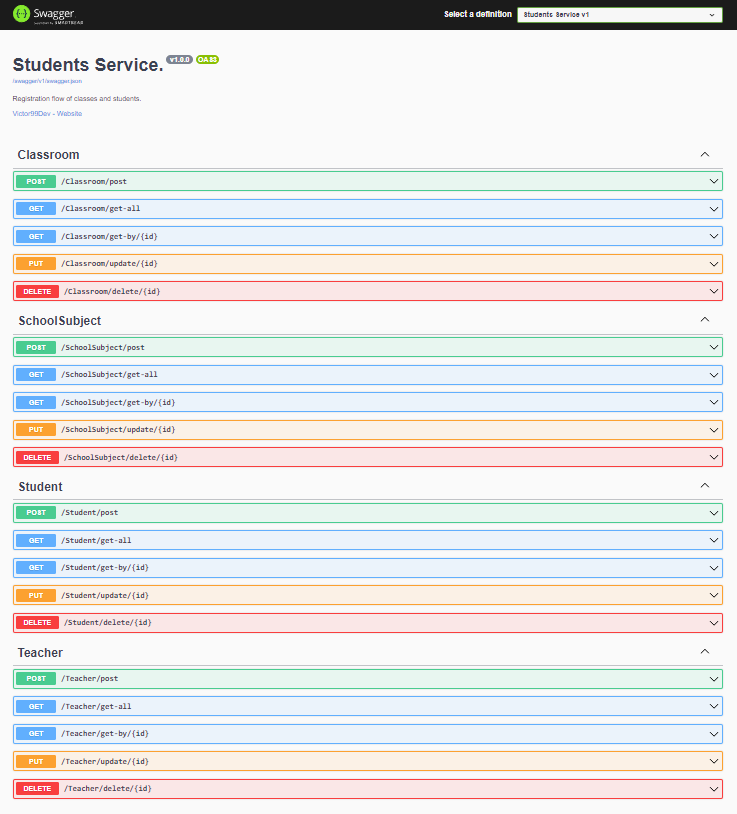 Swagger
Supported by SMARTBEAR
Select a definition
Students Service v1
Students Service.
v1.0.0
OAS3
/swagger/v1/swagger.json
Registration flow of classes and students.
Victor99Dev - Website
Classroom
POST /Classroom/post
GET /Classroom/get-all
GET /Classroom/get-by/{id}
PUT /Classroom/update/{id}
DELETE /Classroom/delete/{id}
SchoolSubject
POST /SchoolSubject/post
GET /SchoolSubject/get-all
GET /SchoolSubject/get-by/{id}
PUT /SchoolSubject/update/{id}
DELETE /SchoolSubject/delete/{id}
Student
POST /Student/post
GET /Student/get-all
GET /Student/get-by/{id}
PUT /Student/update/{id}
DELETE /Student/delete/{id}
Teacher
POST /Teacher/post
GET /Teacher/get-all
GET /Teacher/get-by/{id}
PUT /Teacher/update/{id}
DELETE /Teacher/delete/{id}